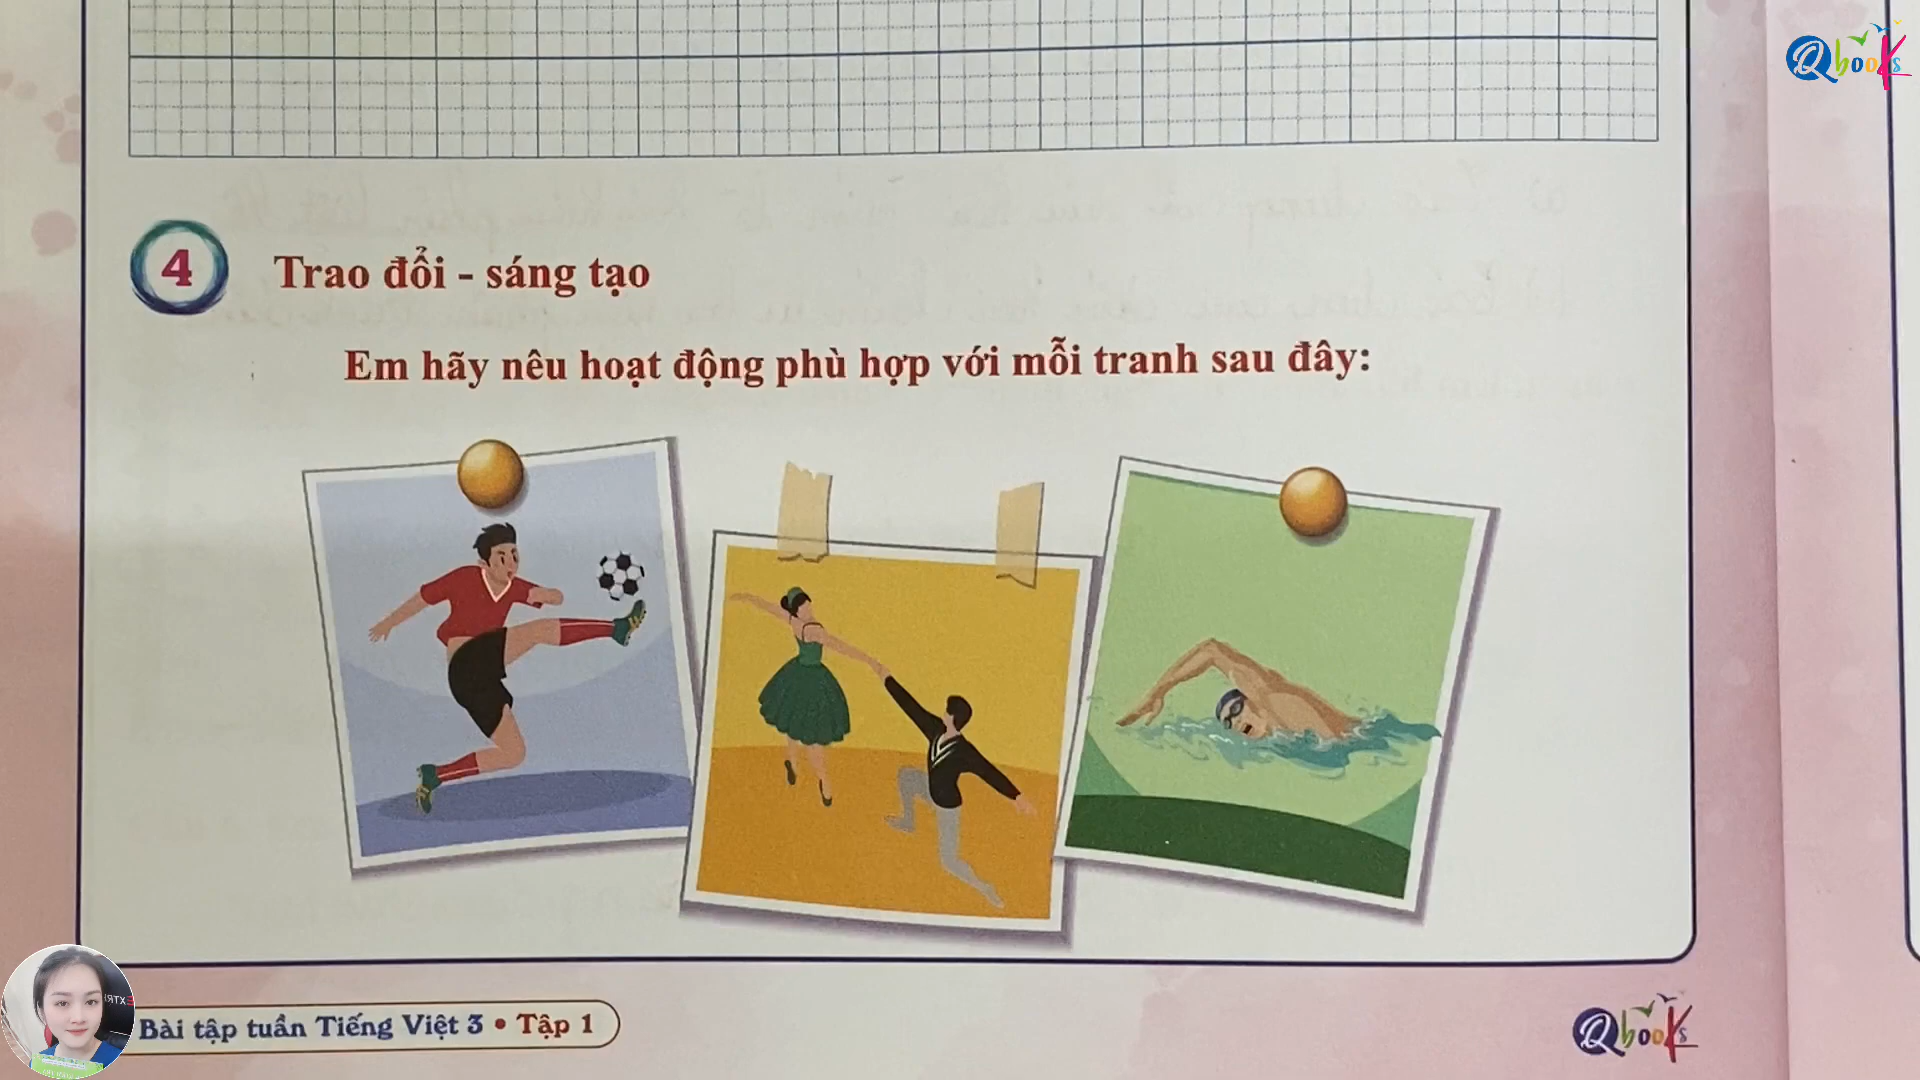 Qbooks
4 Trao đổi - sáng tạo
Em hãy nêu hoạt động phù hợp với mỗi tranh sau đây:
Bài tập tuần Tiếng Việt 3 • Tập 1
Qbooks